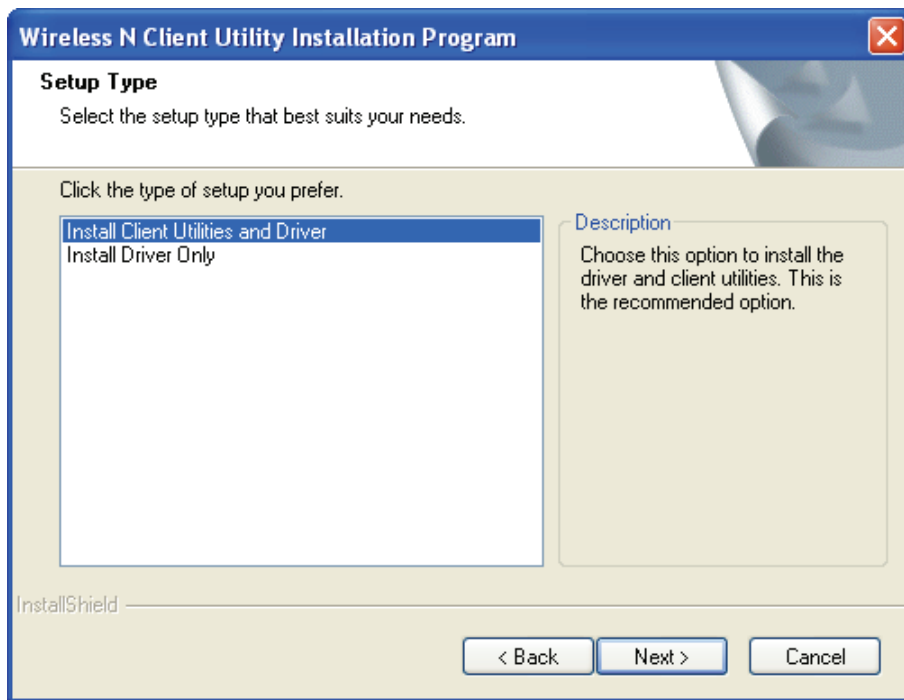 Wireless N Client Utility Installation Program
Setup Type
Select the setup type that best suits your needs.
Click the type of setup you prefer.
Install Client Utilities and Driver
Install Driver Only
Description
Choose this option to install the
driver and client utilities. This is
the recommended option.
InstallShield
< Back
Next >
Cancel